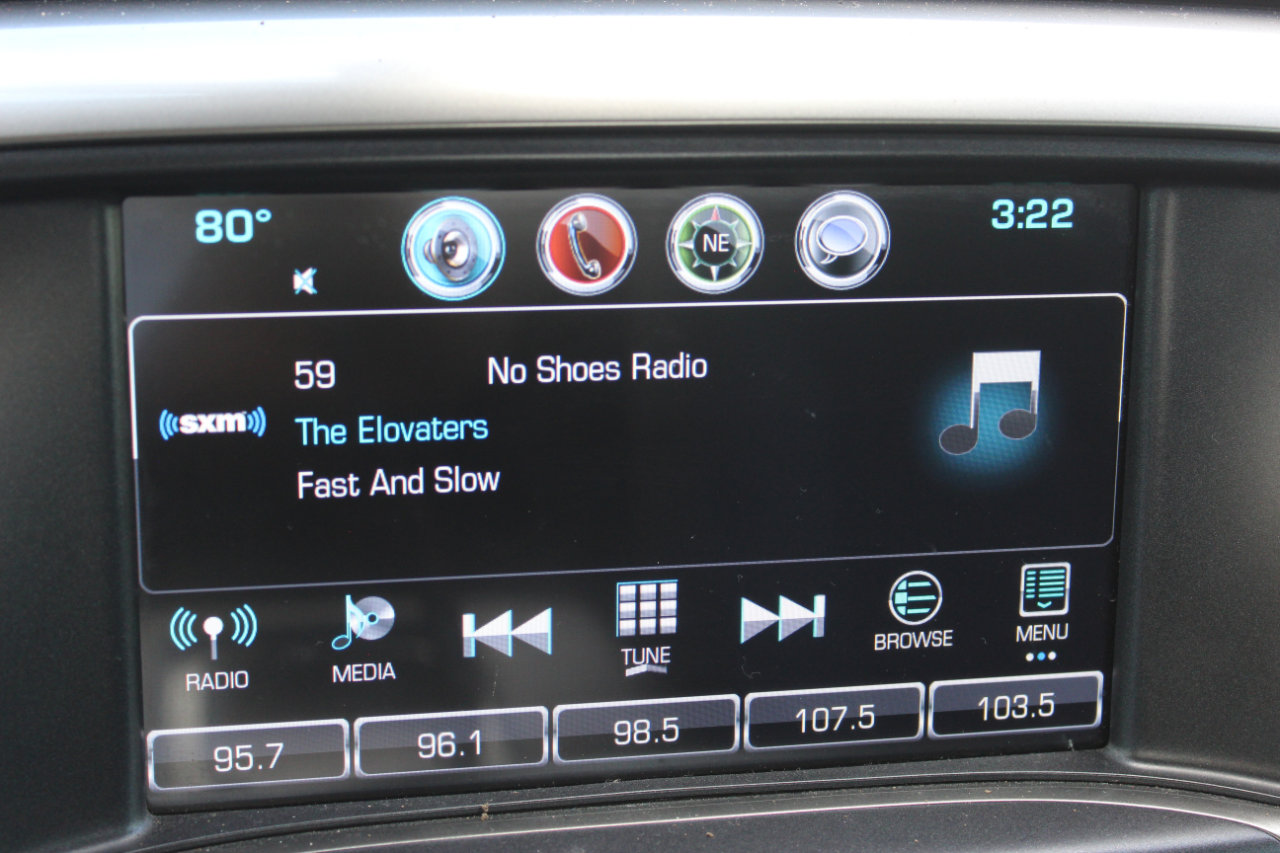 80°
NE
3:22
59
No Shoes Radio
sxm
The Elovaters
Fast And Slow
RADIO
MEDIA
TUNE
BROWSE
MENU
95.7
96.1
98.5
107.5
103.5